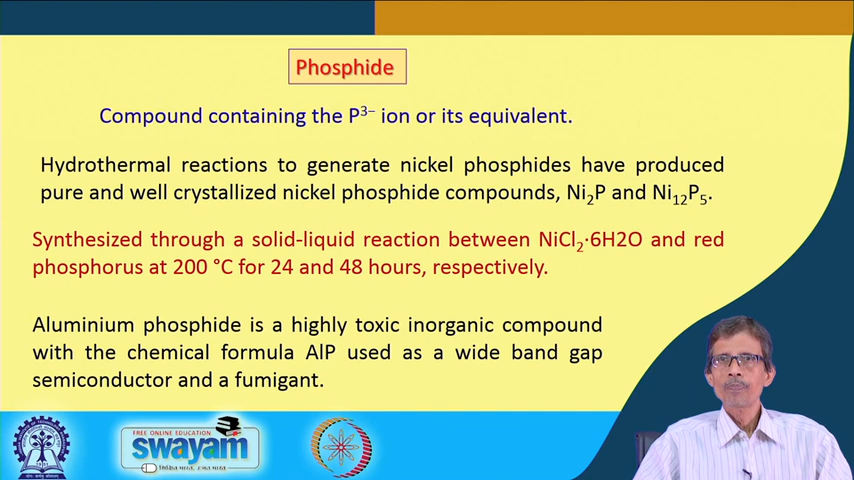 Phosphide
Compound containing the P³⁻ ion or its equivalent.
Hydrothermal reactions to generate nickel phosphides have produced
pure and well crystallized nickel phosphide compounds, Ni₂P and Ni₁₂P₅.
Synthesized through a solid-liquid reaction between NiCl₂·6H2O and red
phosphorus at 200 °C for 24 and 48 hours, respectively.
Aluminium phosphide is a highly toxic inorganic compound
with the chemical formula AlP used as a wide band gap
semiconductor and a fumigant.
FREE ONLINE EDUCATION
swayam